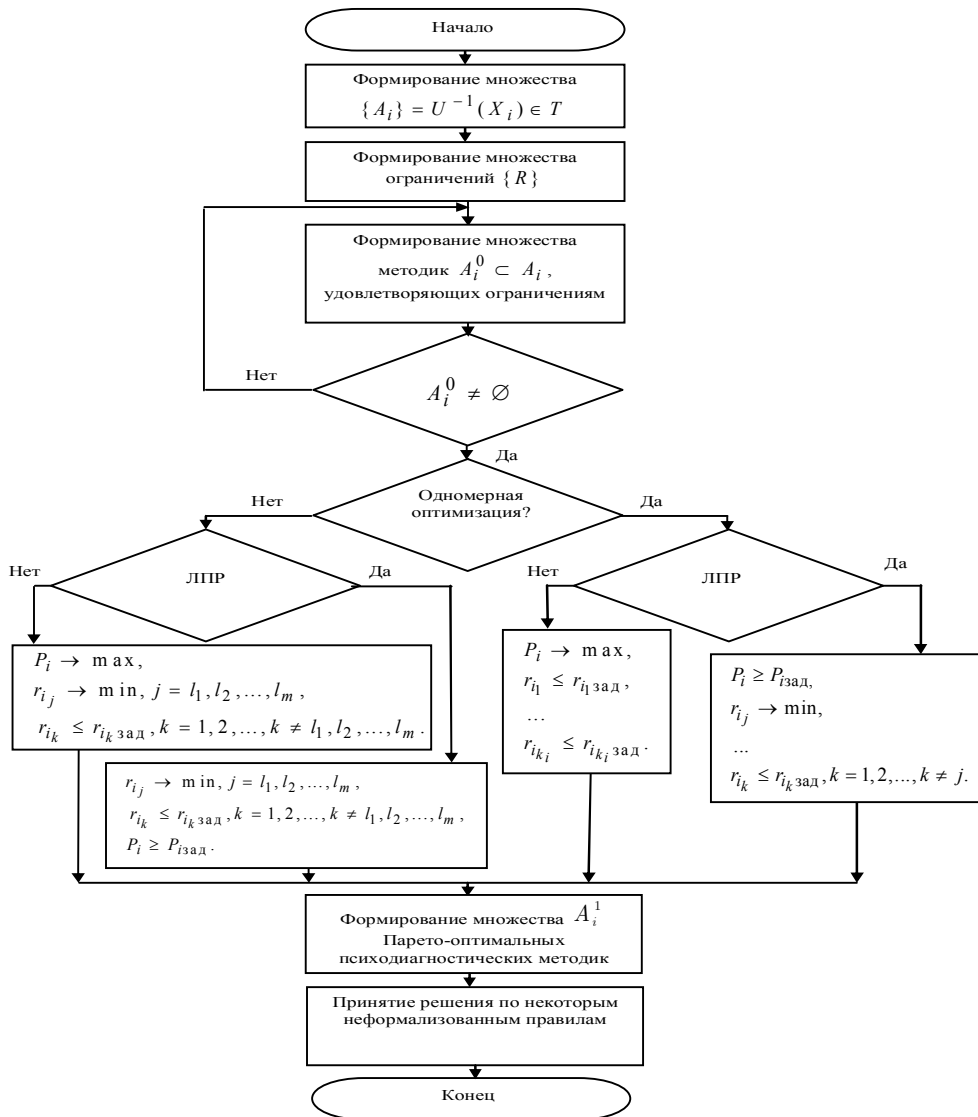 Начало
Формирование множества
{A_i} = U^{-1}(X_i) ∈ T
Формирование множества
ограничений {R}
Формирование множества
методик A_i^0 ⊂ A_i,
удовлетворяющих ограничениям
Нет
A_i^0 ≠ ∅
Да
Нет
Одномерная
оптимизация?
Да
Нет
ЛПР
Да
Нет
ЛПР
Да
P_i → max,
r_{i_j} → min, j = l_1, l_2, ..., l_m,
r_{i_k} ≤ r_{i_k зад}, k = 1, 2, ..., k ≠ l_1, l_2, ..., l_m.
r_{i_j} → min, j = l_1, l_2, ..., l_m,
r_{i_k} ≤ r_{i_k зад}, k = 1, 2, ..., k ≠ l_1, l_2, ..., l_m,
P_i ≥ P_{iзад}.
P_i → max,
r_{i_1} ≤ r_{i_1 зад},
...
r_{i_{k_i}} ≤ r_{i_{k_i} зад}.
P_i ≥ P_{iзад},
r_{i_j} → min,
...
r_{i_k} ≤ r_{i_k зад}, k = 1, 2, ..., k ≠ j.
Формирование множества A_i^1
Парето-оптимальных
психодиагностических методик
Принятие решения по некоторым
неформализованным правилам
Конец